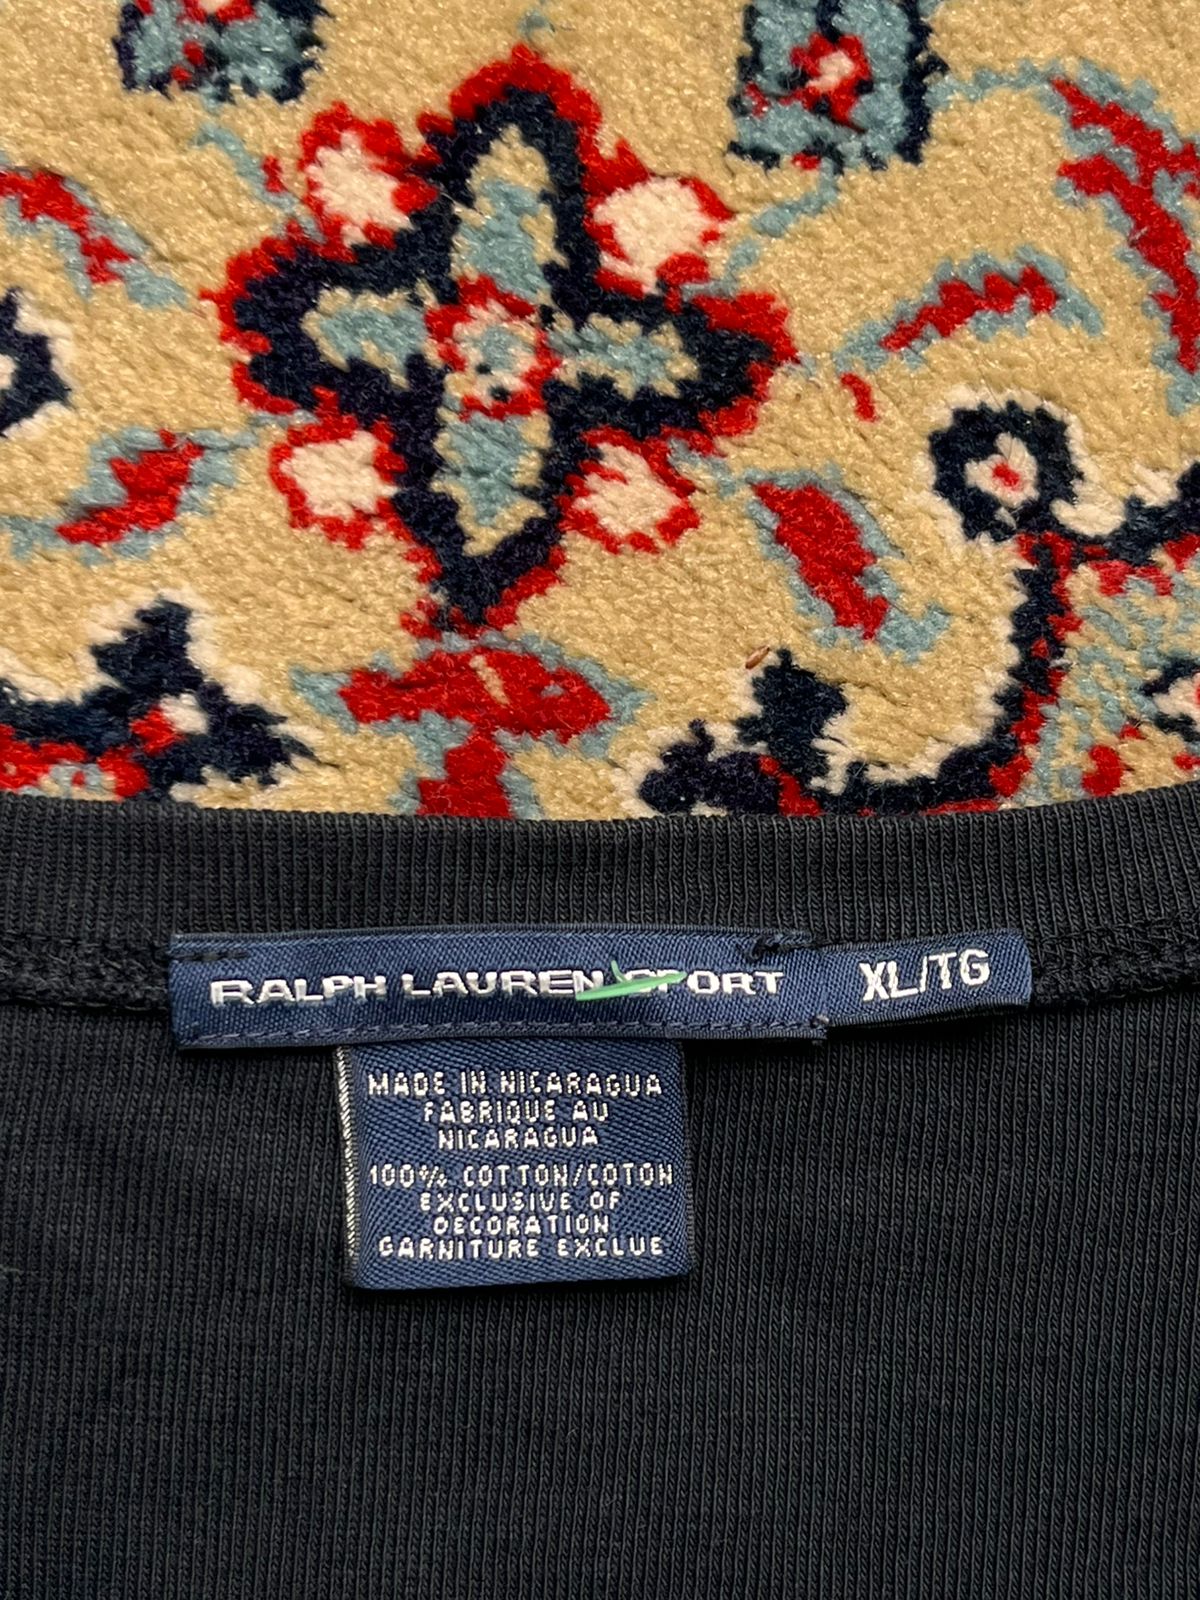 RALPH LAUREN SPORT XL/TG
MADE IN NICARAGUA
FABRIQUE AU
NICARAGUA
100% COTTON/COTON
EXCLUSIVE OF
DECORATION
GARNITURE EXCLUE